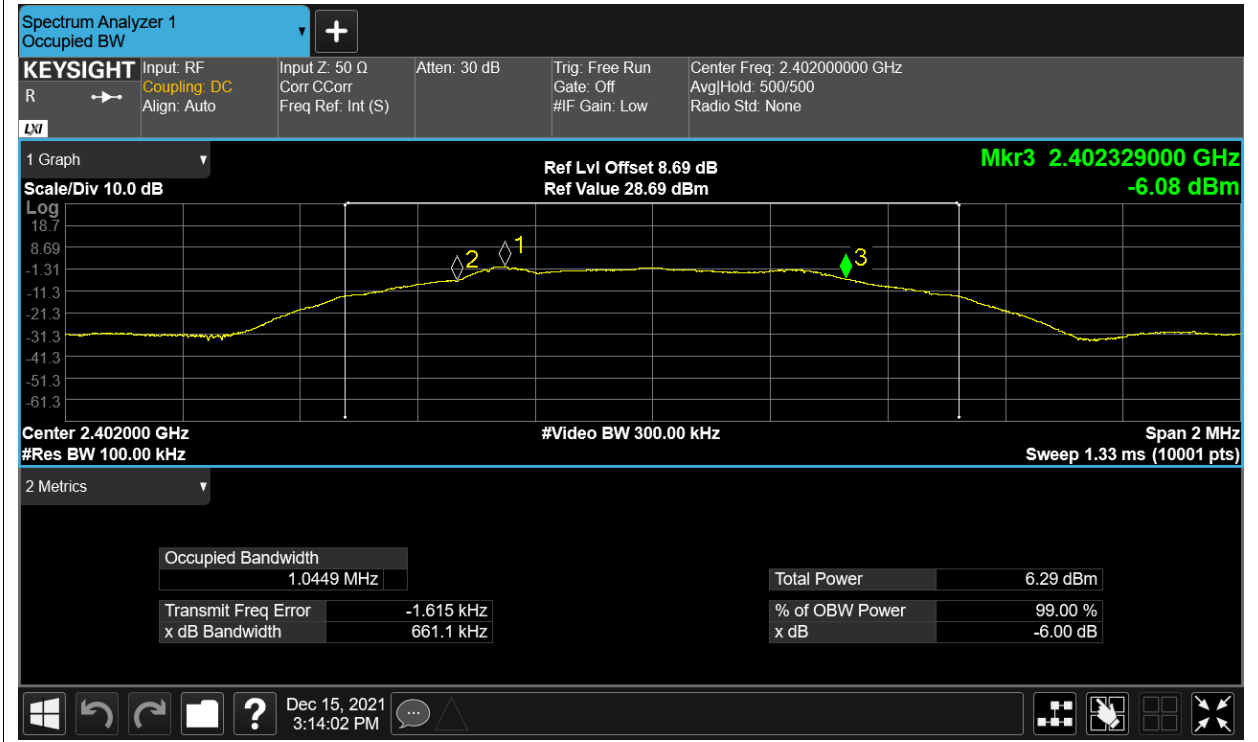 Spectrum Analyzer 1
Occupied BW
KEYSIGHT
R
LXI
Input: RF
Coupling: DC
Align: Auto
Input Z: 50 Ω
Corr CCorr
Freq Ref: Int (S)
Atten: 30 dB
Trig: Free Run
Gate: Off
#IF Gain: Low
Center Freq: 2.402000000 GHz
Avg|Hold: 500/500
Radio Std: None
1 Graph
Scale/Div 10.0 dB
Ref Lvl Offset 8.69 dB
Ref Value 28.69 dBm
Mkr3 2.402329000 GHz
-6.08 dBm
Log
18.7
8.69
-1.31
-11.3
-21.3
-31.3
-41.3
-51.3
-61.3
2
1
3
Center 2.402000 GHz
#Res BW 100.00 kHz
#Video BW 300.00 kHz
Span 2 MHz
Sweep 1.33 ms (10001 pts)
2 Metrics
Occupied Bandwidth
1.0449 MHz
Transmit Freq Error -1.615 kHz
x dB Bandwidth 661.1 kHz
Total Power 6.29 dBm
% of OBW Power 99.00 %
x dB -6.00 dB
?
Dec 15, 2021
3:14:02 PM